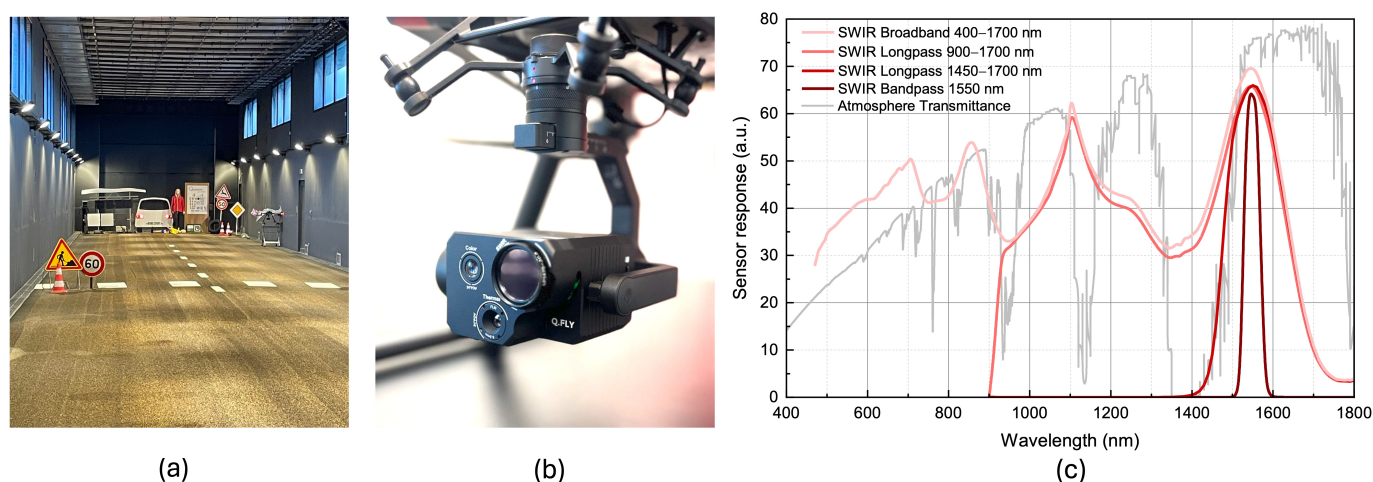 60
60
Color
Thermal
Q.FLY
SWIR Broadband 400–1700 nm
SWIR Longpass 900–1700 nm
SWIR Longpass 1450–1700 nm
SWIR Bandpass 1550 nm
Atmosphere Transmittance
Sensor response (a.u.)
80
70
60
50
40
30
20
10
0
400
600
800
1000
1200
1400
1600
1800
Wavelength (nm)
(a)
(b)
(c)